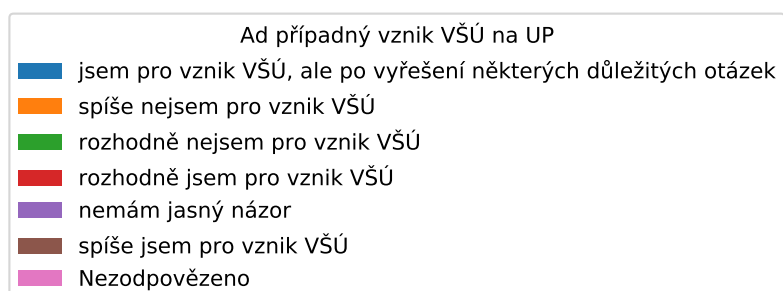 Ad případný vznik VŠÚ na UP
jsem pro vznik VŠÚ, ale po vyřešení některých důležitých otázek
spíše nejsem pro vznik VŠÚ
rozhodně nejsem pro vznik VŠÚ
rozhodně jsem pro vznik VŠÚ
nemám jasný názor
spíše jsem pro vznik VŠÚ
Nezodpovězeno